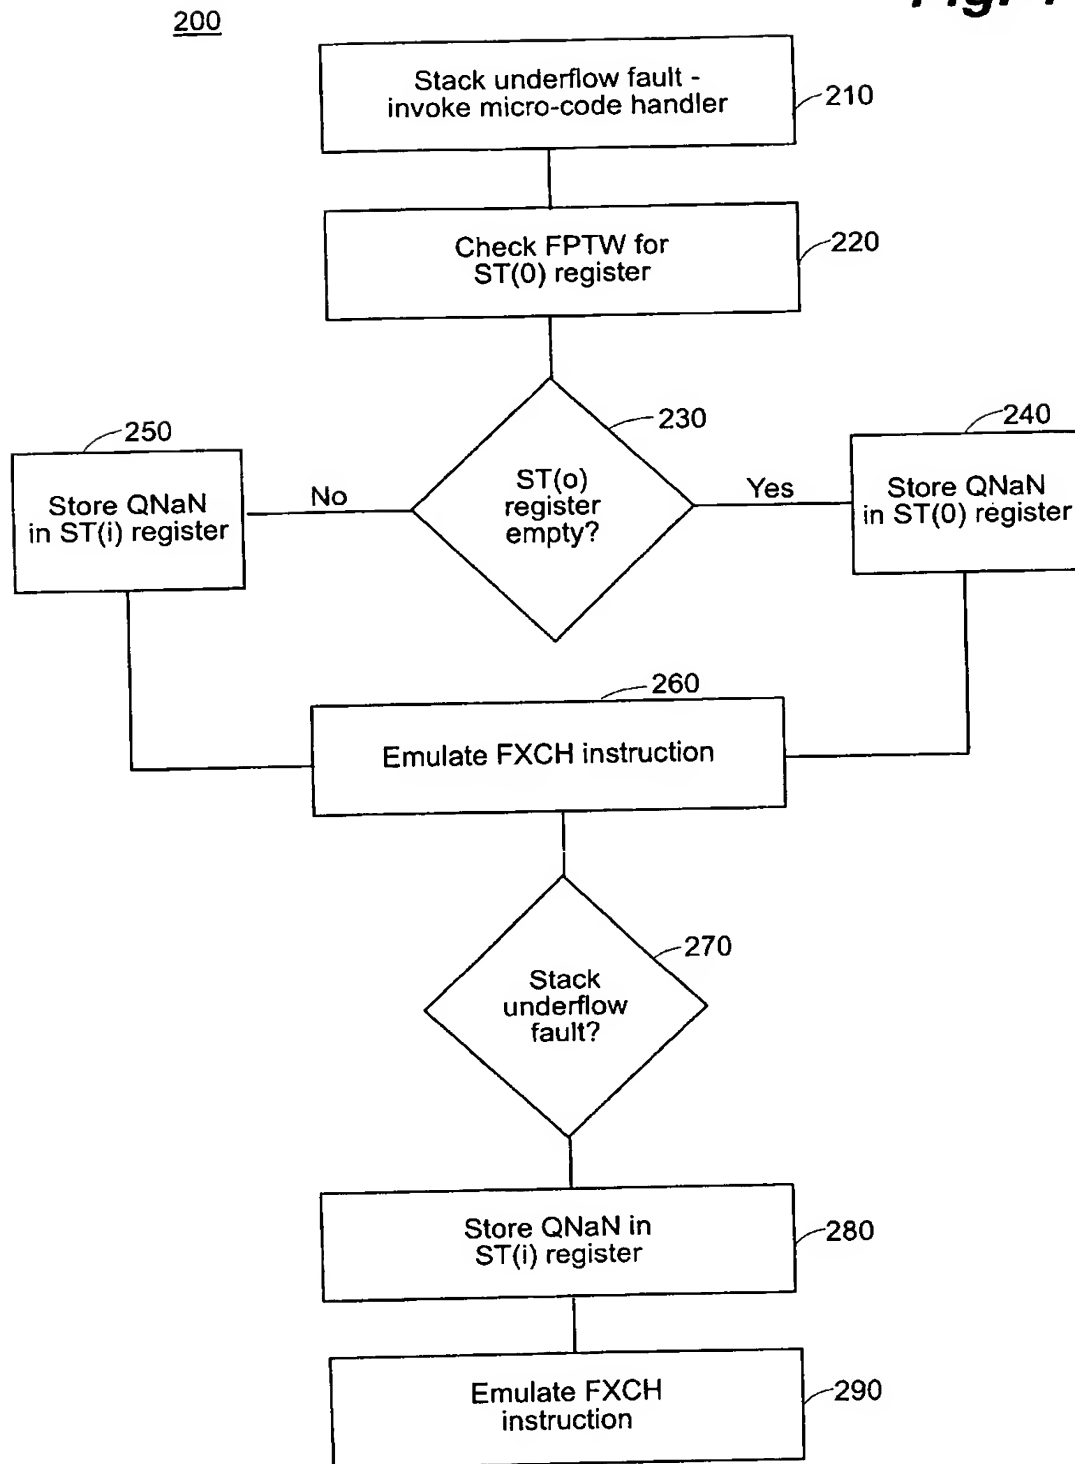 200
Stack underflow fault -
invoke micro-code handler
210
Check FPTW for
ST(0) register
220
230
ST(o)
register
empty?
No
Yes
250
Store QNaN
in ST(i) register
240
Store QNaN
in ST(0) register
260
Emulate FXCH instruction
270
Stack
underflow
fault?
Store QNaN in
ST(i) register
280
Emulate FXCH
instruction
290